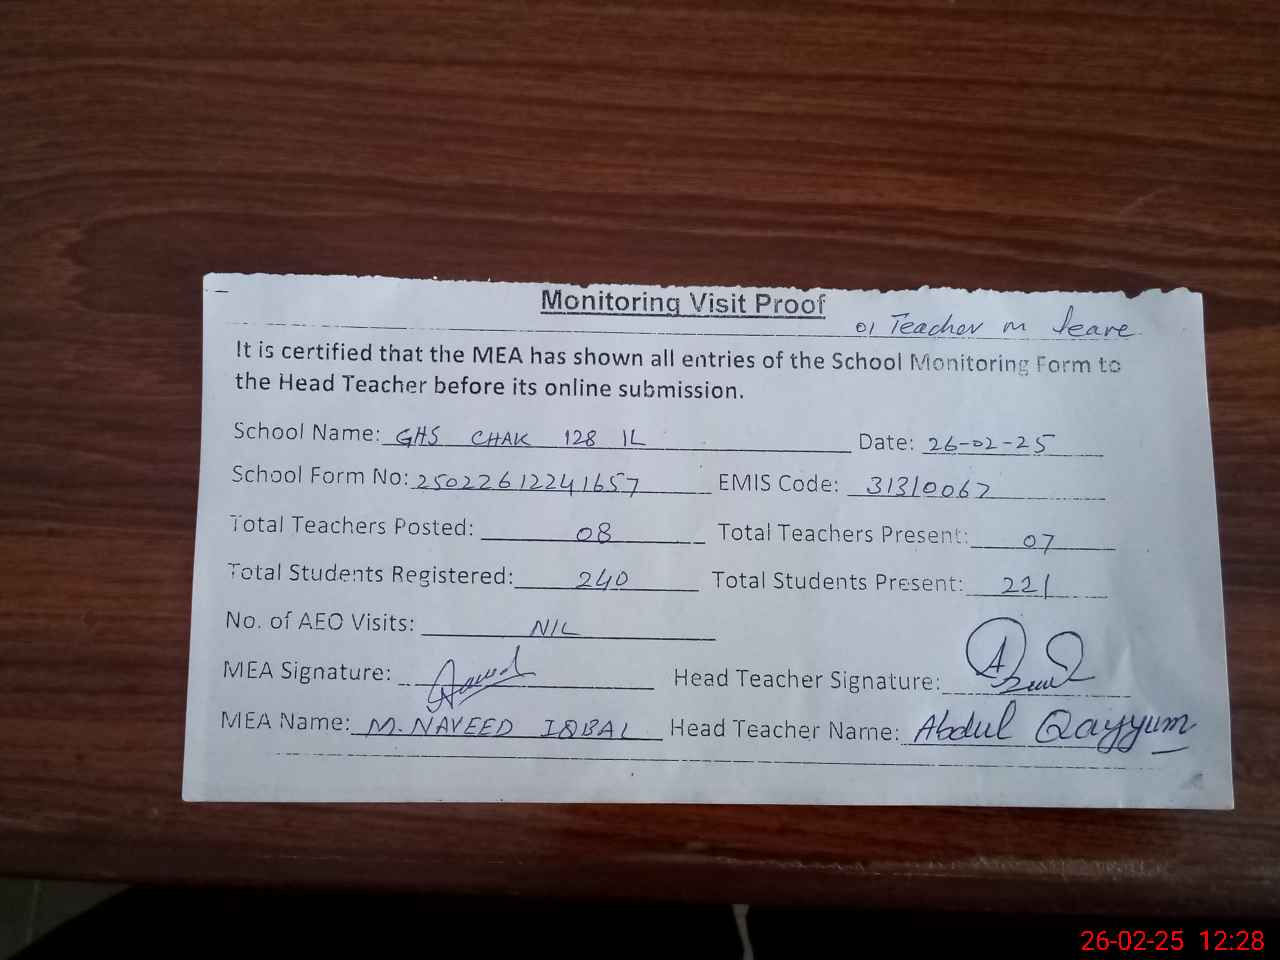 Monitoring Visit Proof
01 Teacher m leave
It is certified that the MEA has shown all entries of the School Monitoring Form to
the Head Teacher before its online submission.
School Name: GHS CHAK 128 1L Date: 26-02-25
School Form No: 25022612241657 EMIS Code: 31310067
Total Teachers Posted: 08 Total Teachers Present: 07
Total Students Registered: 240 Total Students Present: 221
No. of AEO Visits: NIL
MEA Signature: Head Teacher Signature:
MEA Name: M. NAVEED IQBAL Head Teacher Name: Abdul Qayyum
26-02-25 12:28